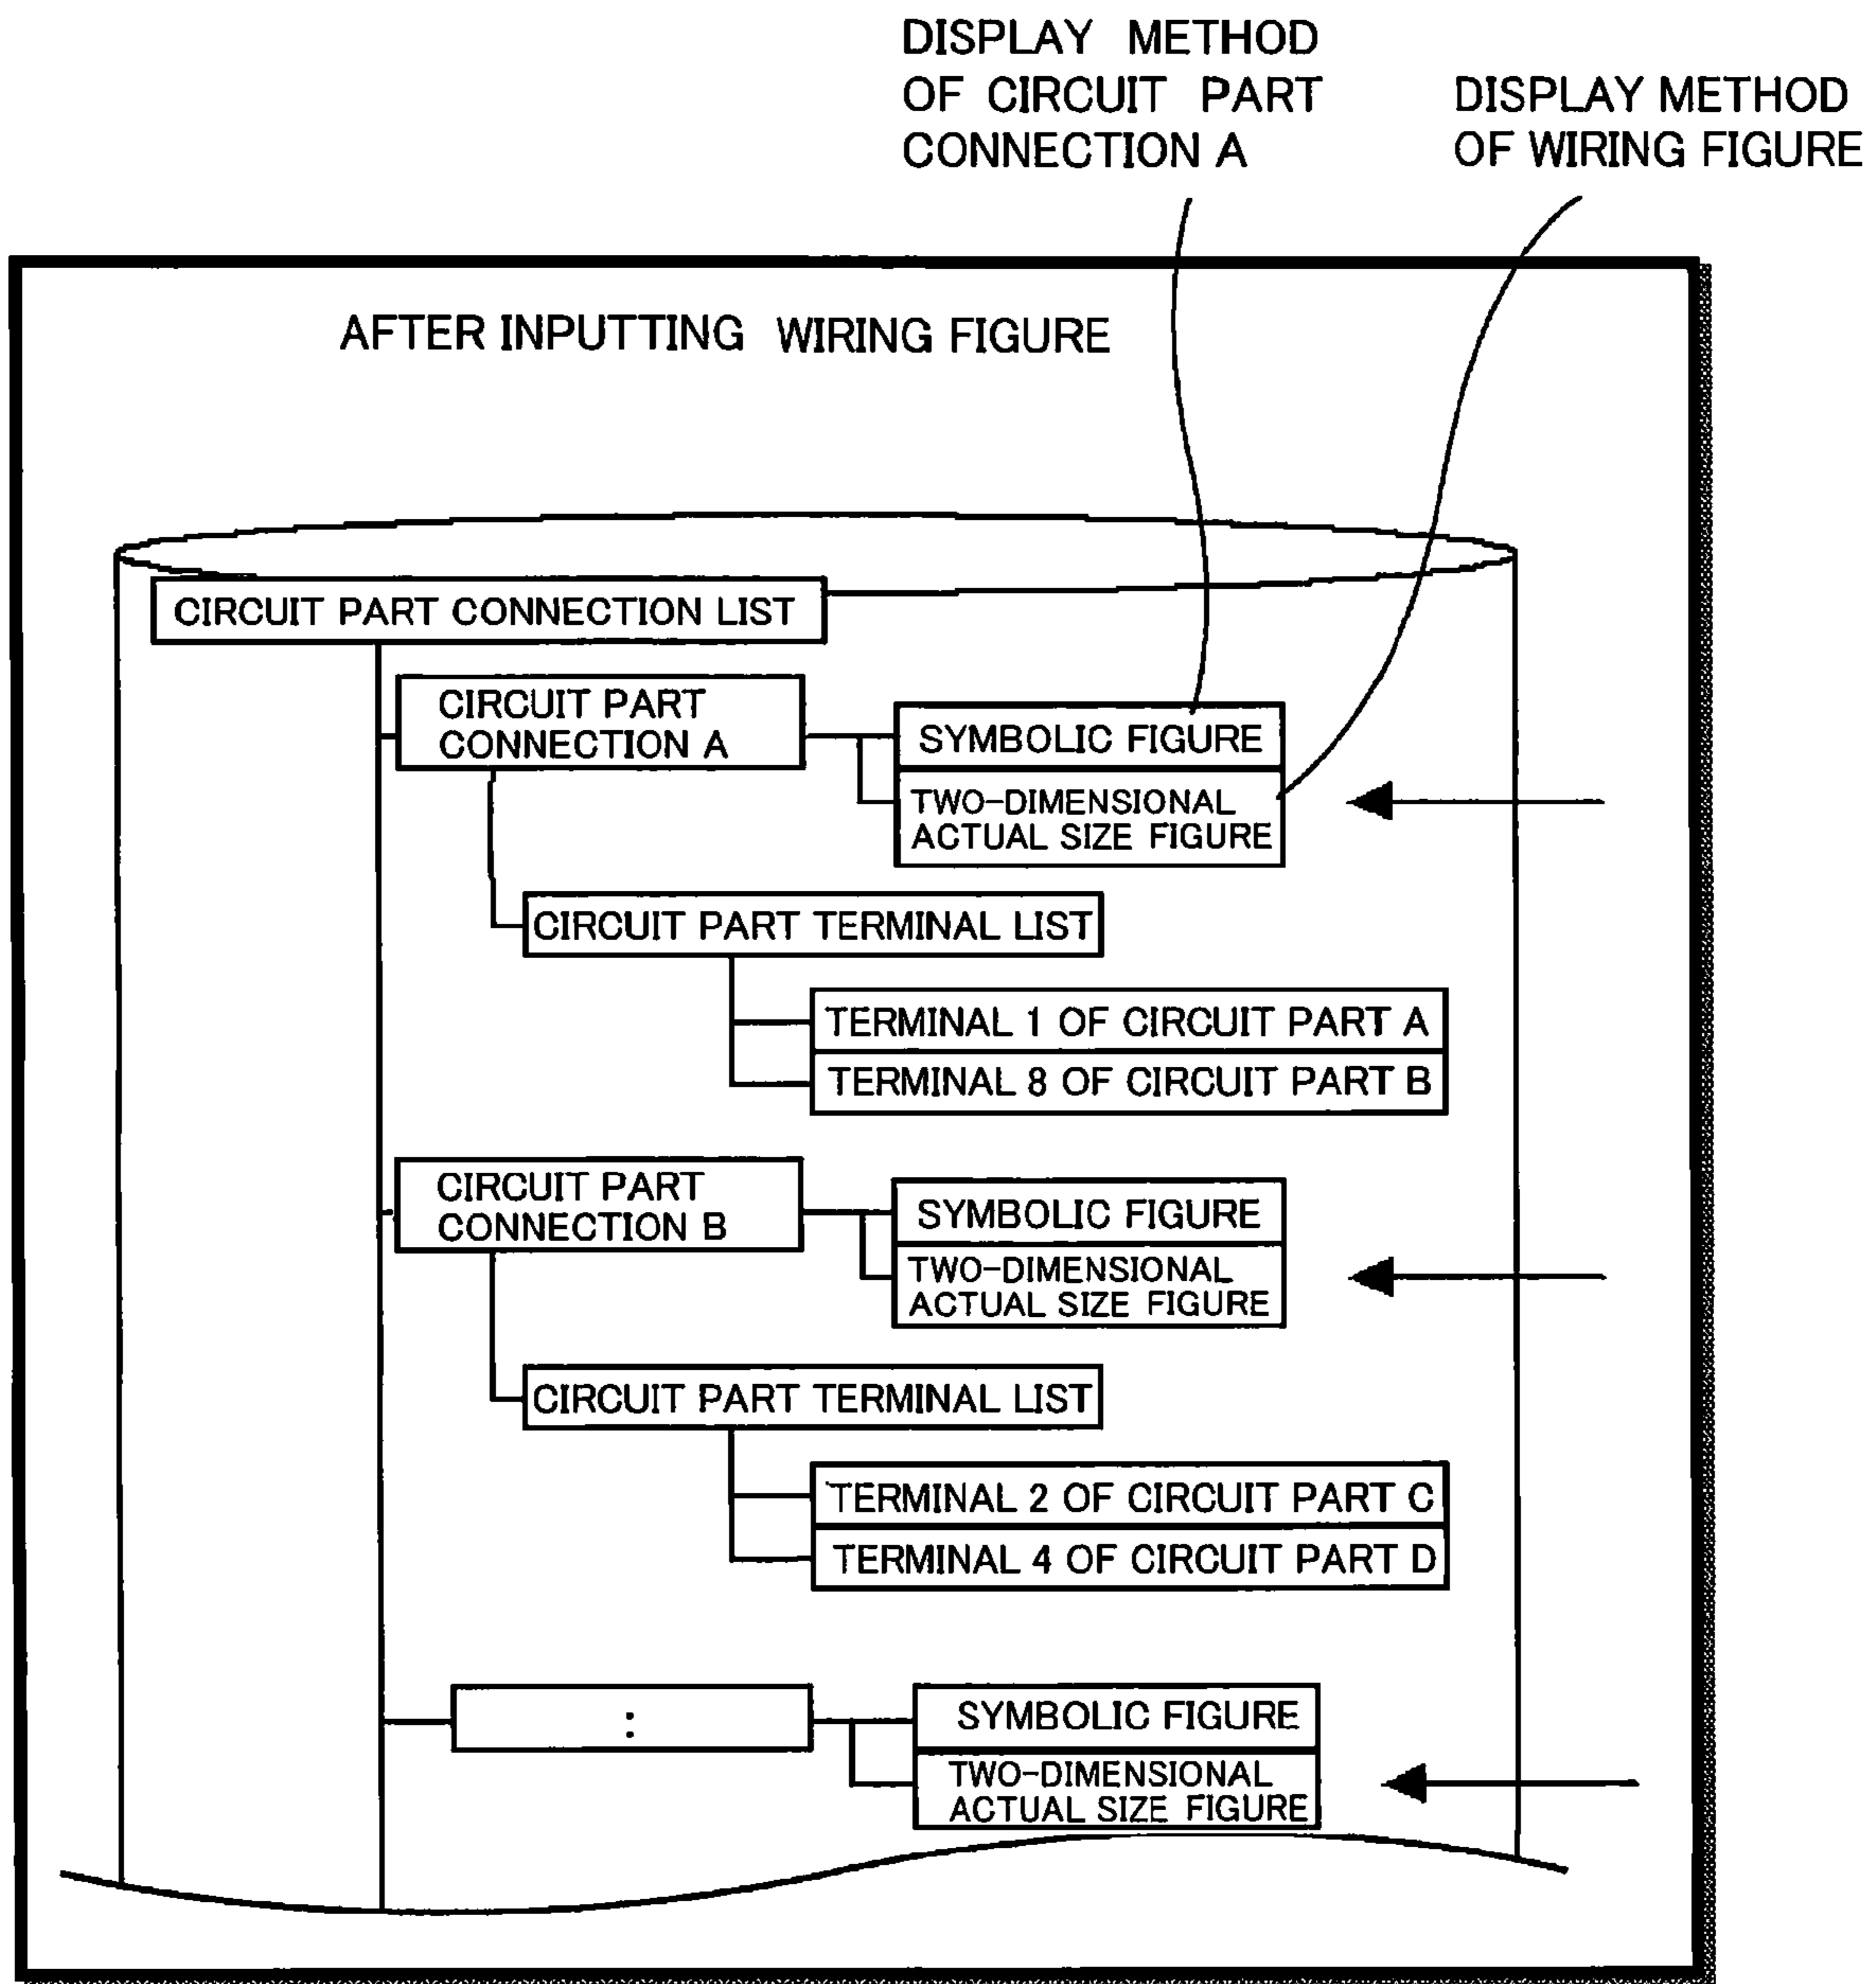 DISPLAY METHOD
OF CIRCUIT PART
CONNECTION A
DISPLAY METHOD
OF WIRING FIGURE
AFTER INPUTTING WIRING FIGURE
CIRCUIT PART CONNECTION LIST
CIRCUIT PART
CONNECTION A
SYMBOLIC FIGURE
TWO-DIMENSIONAL
ACTUAL SIZE FIGURE
CIRCUIT PART TERMINAL LIST
TERMINAL 1 OF CIRCUIT PART A
TERMINAL 8 OF CIRCUIT PART B
CIRCUIT PART
CONNECTION B
SYMBOLIC FIGURE
TWO-DIMENSIONAL
ACTUAL SIZE FIGURE
CIRCUIT PART TERMINAL LIST
TERMINAL 2 OF CIRCUIT PART C
TERMINAL 4 OF CIRCUIT PART D
:
SYMBOLIC FIGURE
TWO-DIMENSIONAL
ACTUAL SIZE FIGURE